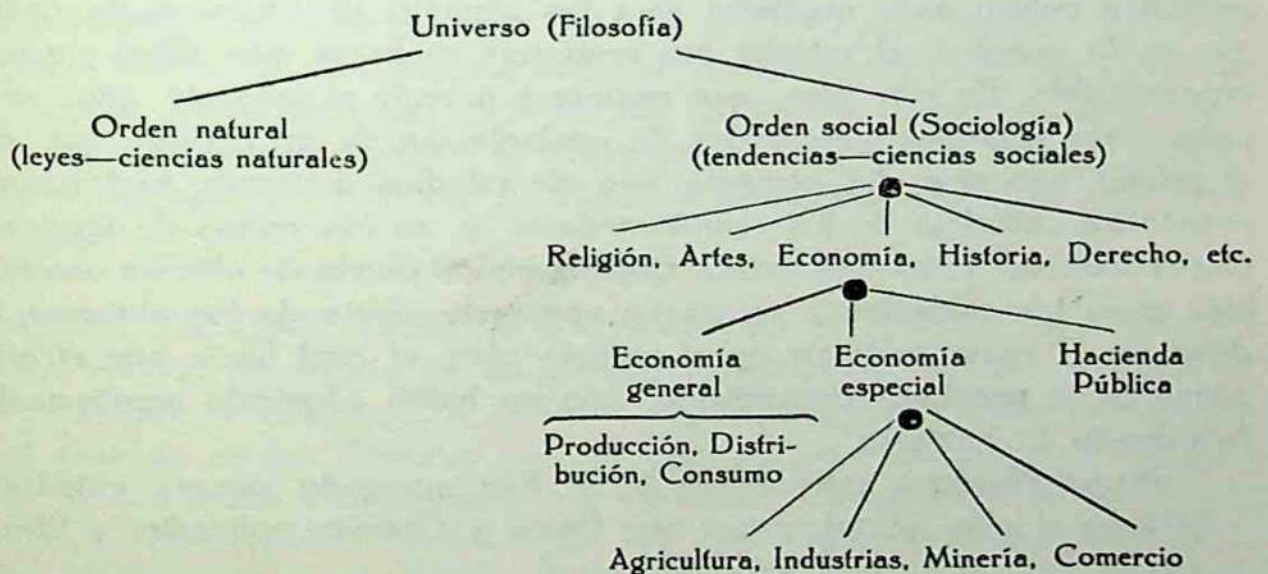 Universo (Filosofía)
Orden natural
(leyes—ciencias naturales)
Orden social (Sociología)
(tendencias—ciencias sociales)
Religión, Artes, Economía, Historia, Derecho, etc.
Economía
general
Economía
especial
Hacienda
Pública
Producción, Distri-
bución, Consumo
Agricultura, Industrias, Minería, Comercio